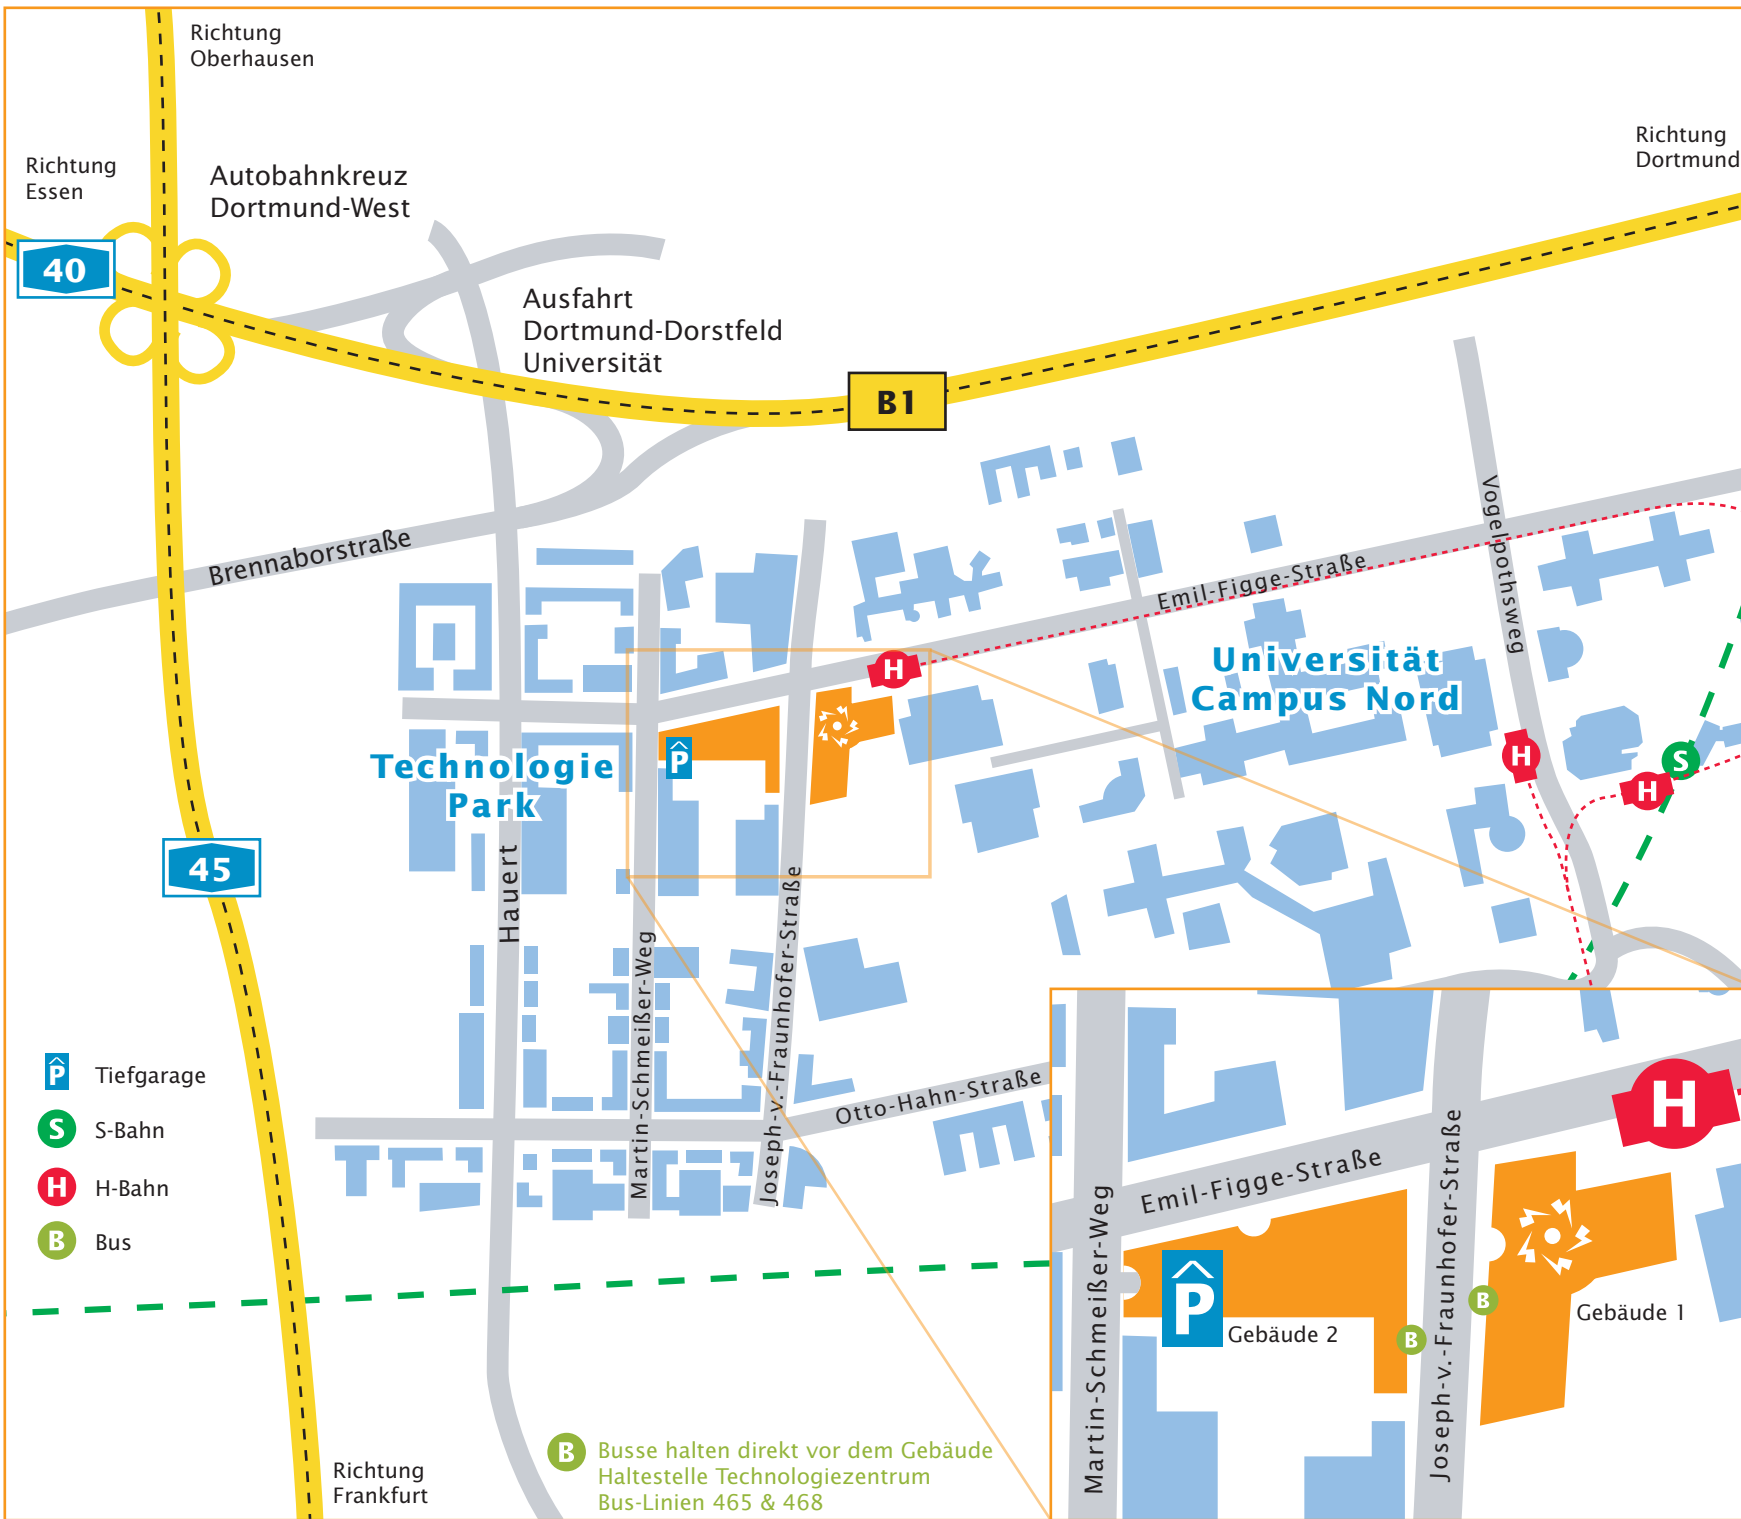 Richtung
Oberhausen
Richtung
Essen
Autobahnkreuz
Dortmund-West
Richtung
Dortmund
40
Ausfahrt
Dortmund-Dorstfeld
Universität
B1
Brennaborstraße
Vogelpothsweg
Emil-Figge-Straße
H
Universität
Campus Nord
P
Technologie
Park
H
S
H
45
Hauert
Martin-Schmeißer-Weg
Joseph-v.-Fraunhofer-Straße
Otto-Hahn-Straße
P Tiefgarage
S S-Bahn
H H-Bahn
B Bus
H
Emil-Figge-Straße
Martin-Schmeißer-Weg
Joseph-v.-Fraunhofer-Straße
P
Gebäude 2
B
B
Gebäude 1
Richtung
Frankfurt
B Busse halten direkt vor dem Gebäude
Haltestelle Technologiezentrum
Bus-Linien 465 & 468